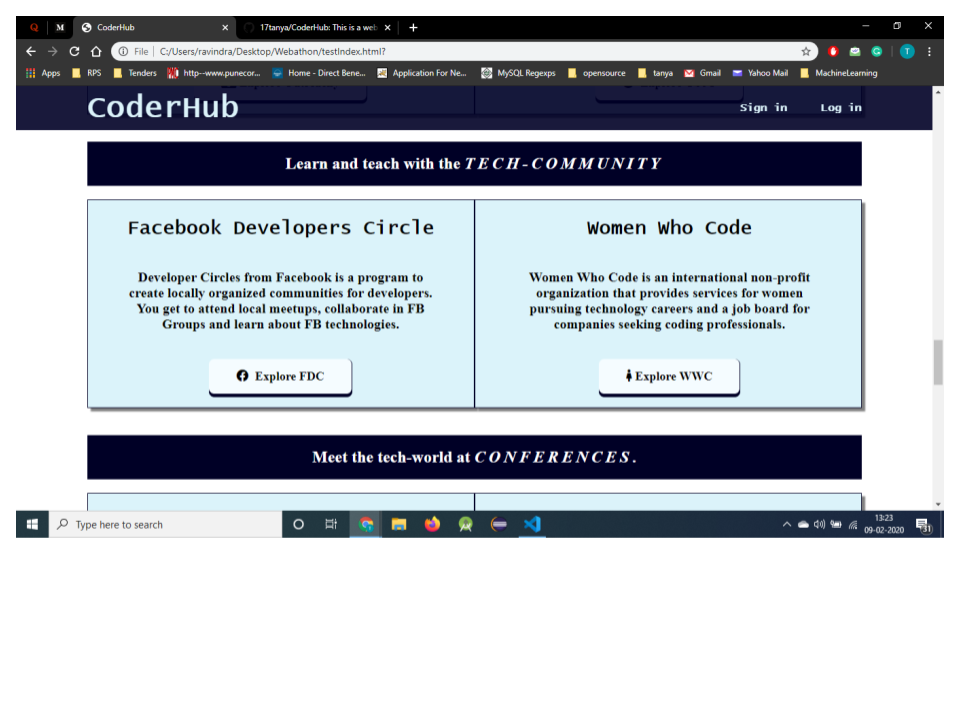 CoderHub
17tanya/CoderHub: This is a web
File | C:/Users/ravindra/Desktop/Webathon/testIndex.html?
T
Apps RPS Tenders http--www.punecor... Home - Direct Bene... Application For Ne... MySQL Regexps opensource tanya Gmail Yahoo Mail MachineLearning
CoderHub Sign in Log in
Learn and teach with the TECH-COMMUNITY
Facebook Developers Circle
Developer Circles from Facebook is a program to
create locally organized communities for developers.
You get to attend local meetups, collaborate in FB
Groups and learn about FB technologies.
Explore FDC
Women Who Code
Women Who Code is an international non-profit
organization that provides services for women
pursuing technology careers and a job board for
companies seeking coding professionals.
Explore WWC
Meet the tech-world at CONFERENCES.
Type here to search
13:23
09-02-2020
31